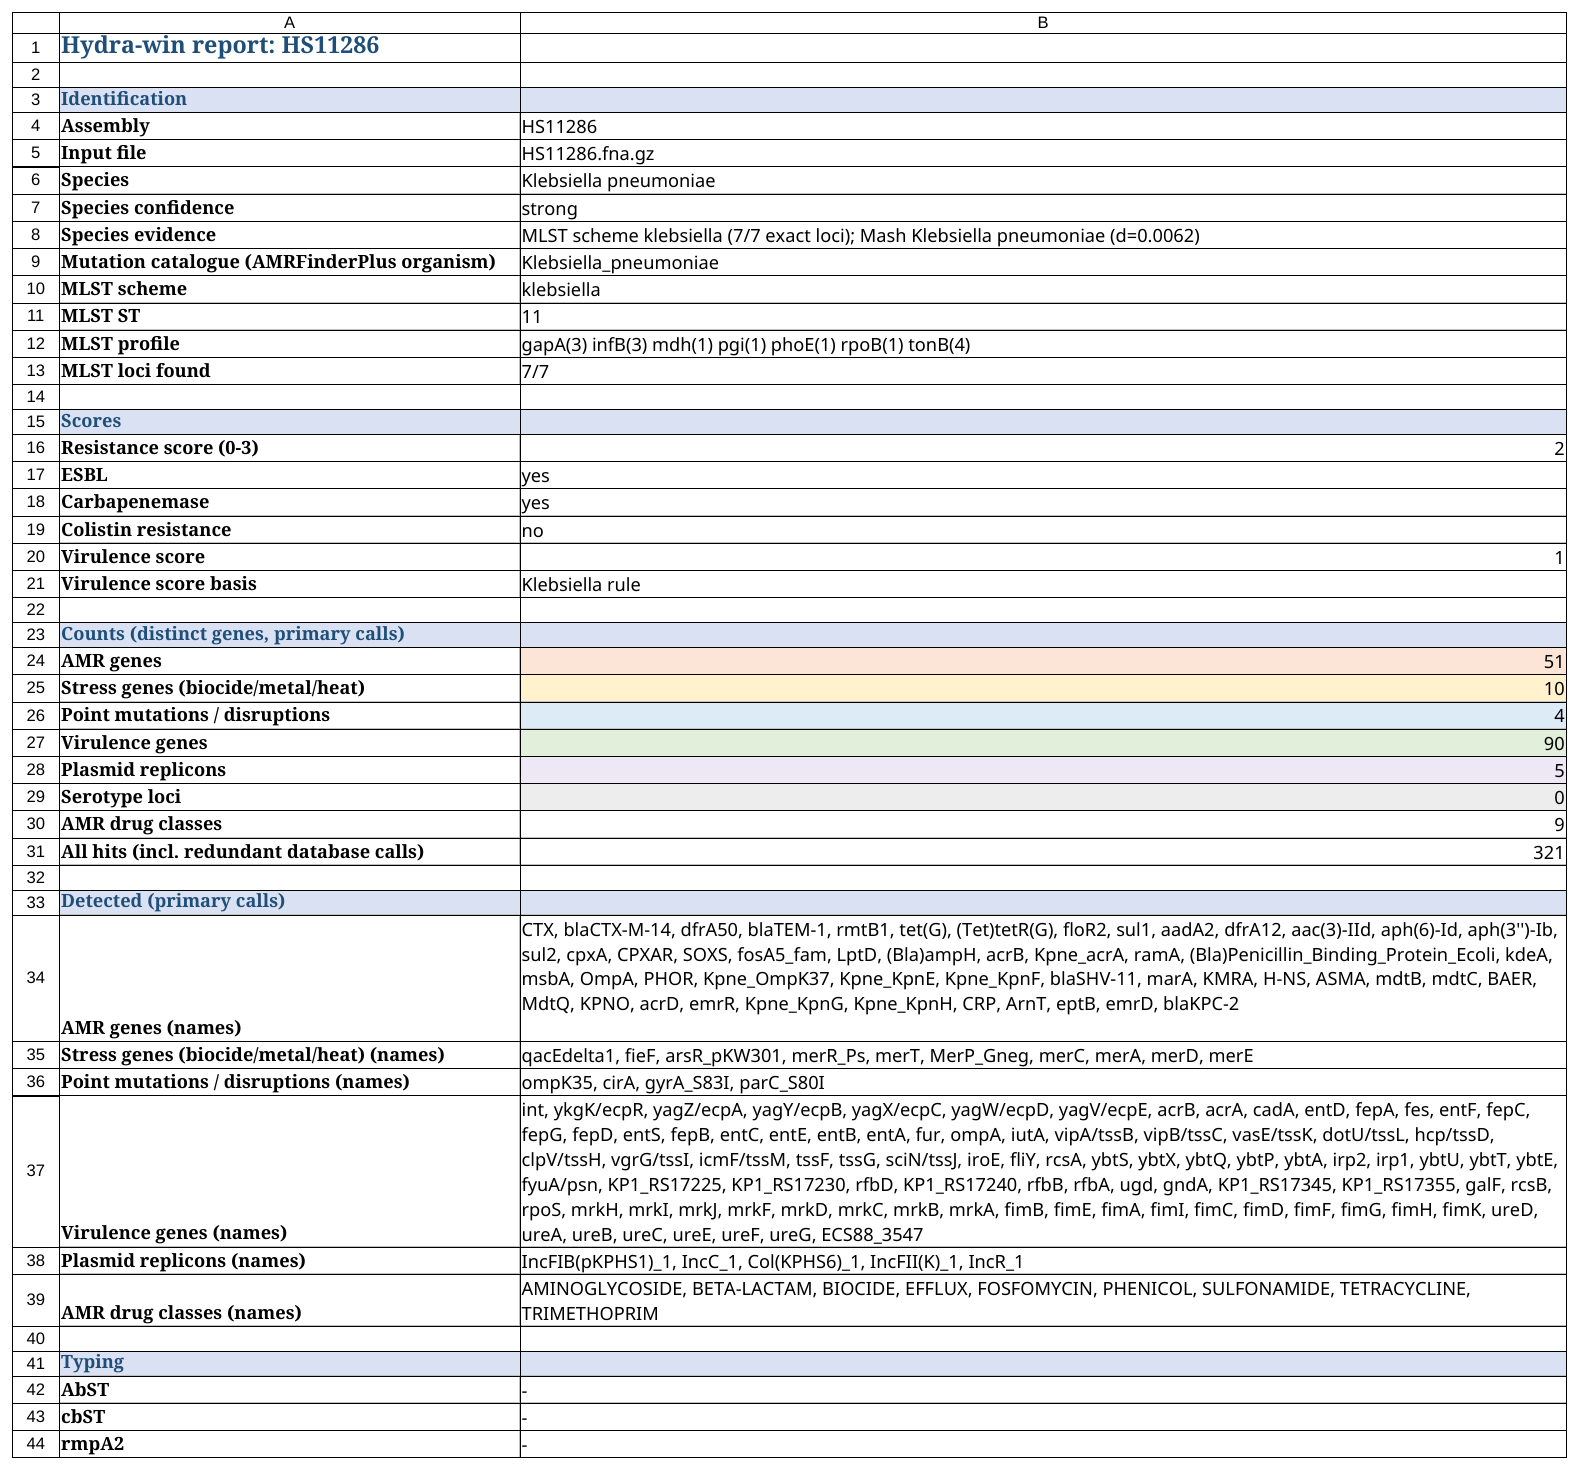 A B
1 Hydra-win report: HS11286
2
3 Identification
4 Assembly HS11286
5 Input file HS11286.fna.gz
6 Species Klebsiella pneumoniae
7 Species confidence strong
8 Species evidence MLST scheme klebsiella (7/7 exact loci); Mash Klebsiella pneumoniae (d=0.0062)
9 Mutation catalogue (AMRFinderPlus organism) Klebsiella_pneumoniae
10 MLST scheme klebsiella
11 MLST ST 11
12 MLST profile gapA(3) infB(3) mdh(1) pgi(1) phoE(1) rpoB(1) tonB(4)
13 MLST loci found 7/7
14
15 Scores
16 Resistance score (0-3) 2
17 ESBL yes
18 Carbapenemase yes
19 Colistin resistance no
20 Virulence score 1
21 Virulence score basis Klebsiella rule
22
23 Counts (distinct genes, primary calls)
24 AMR genes 51
25 Stress genes (biocide/metal/heat) 10
26 Point mutations / disruptions 4
27 Virulence genes 90
28 Plasmid replicons 5
29 Serotype loci 0
30 AMR drug classes 9
31 All hits (incl. redundant database calls) 321
32
33 Detected (primary calls)
34 AMR genes (names) CTX, blaCTX-M-14, dfrA50, blaTEM-1, rmtB1, tet(G), (Tet)tetR(G), floR2, sul1, aadA2, dfrA12, aac(3)-IId, aph(6)-Id, aph(3'')-Ib,
sul2, cpxA, CPXAR, SOXS, fosA5_fam, LptD, (Bla)ampH, acrB, Kpne_acrA, ramA, (Bla)Penicillin_Binding_Protein_Ecoli, kdeA,
msbA, OmpA, PHOR, Kpne_OmpK37, Kpne_KpnE, Kpne_KpnF, blaSHV-11, marA, KMRA, H-NS, ASMA, mdtB, mdtC, BAER,
MdtQ, KPNO, acrD, emrR, Kpne_KpnG, Kpne_KpnH, CRP, ArnT, eptB, emrD, blaKPC-2
35 Stress genes (biocide/metal/heat) (names) qacEdelta1, fieF, arsR_pKW301, merR_Ps, merT, MerP_Gneg, merC, merA, merD, merE
36 Point mutations / disruptions (names) ompK35, cirA, gyrA_S83I, parC_S80I
37 Virulence genes (names) int, ykgK/ecpR, yagZ/ecpA, yagY/ecpB, yagX/ecpC, yagW/ecpD, yagV/ecpE, acrB, acrA, cadA, entD, fepA, fes, entF, fepC,
fepG, fepD, entS, fepB, entC, entE, entB, entA, fur, ompA, iutA, vipA/tssB, vipB/tssC, vasE/tssK, dotU/tssL, hcp/tssD,
clpV/tssH, vgrG/tssI, icmF/tssM, tssF, tssG, sciN/tssJ, iroE, fliY, rcsA, ybtS, ybtX, ybtQ, ybtP, ybtA, irp2, irp1, ybtU, ybtT, ybtE,
fyuA/psn, KP1_RS17225, KP1_RS17230, rfbD, KP1_RS17240, rfbB, rfbA, ugd, gndA, KP1_RS17345, KP1_RS17355, galF, rcsB,
rpoS, mrkH, mrkI, mrkJ, mrkF, mrkD, mrkC, mrkB, mrkA, fimB, fimE, fimA, fimI, fimC, fimD, fimF, fimG, fimH, fimK, ureD,
ureA, ureB, ureC, ureE, ureF, ureG, ECS88_3547
38 Plasmid replicons (names) IncFIB(pKPHS1)_1, IncC_1, Col(KPHS6)_1, IncFII(K)_1, IncR_1
39 AMR drug classes (names) AMINOGLYCOSIDE, BETA-LACTAM, BIOCIDE, EFFLUX, FOSFOMYCIN, PHENICOL, SULFONAMIDE, TETRACYCLINE,
TRIMETHOPRIM
40
41 Typing
42 AbST -
43 cbST -
44 rmpA2 -